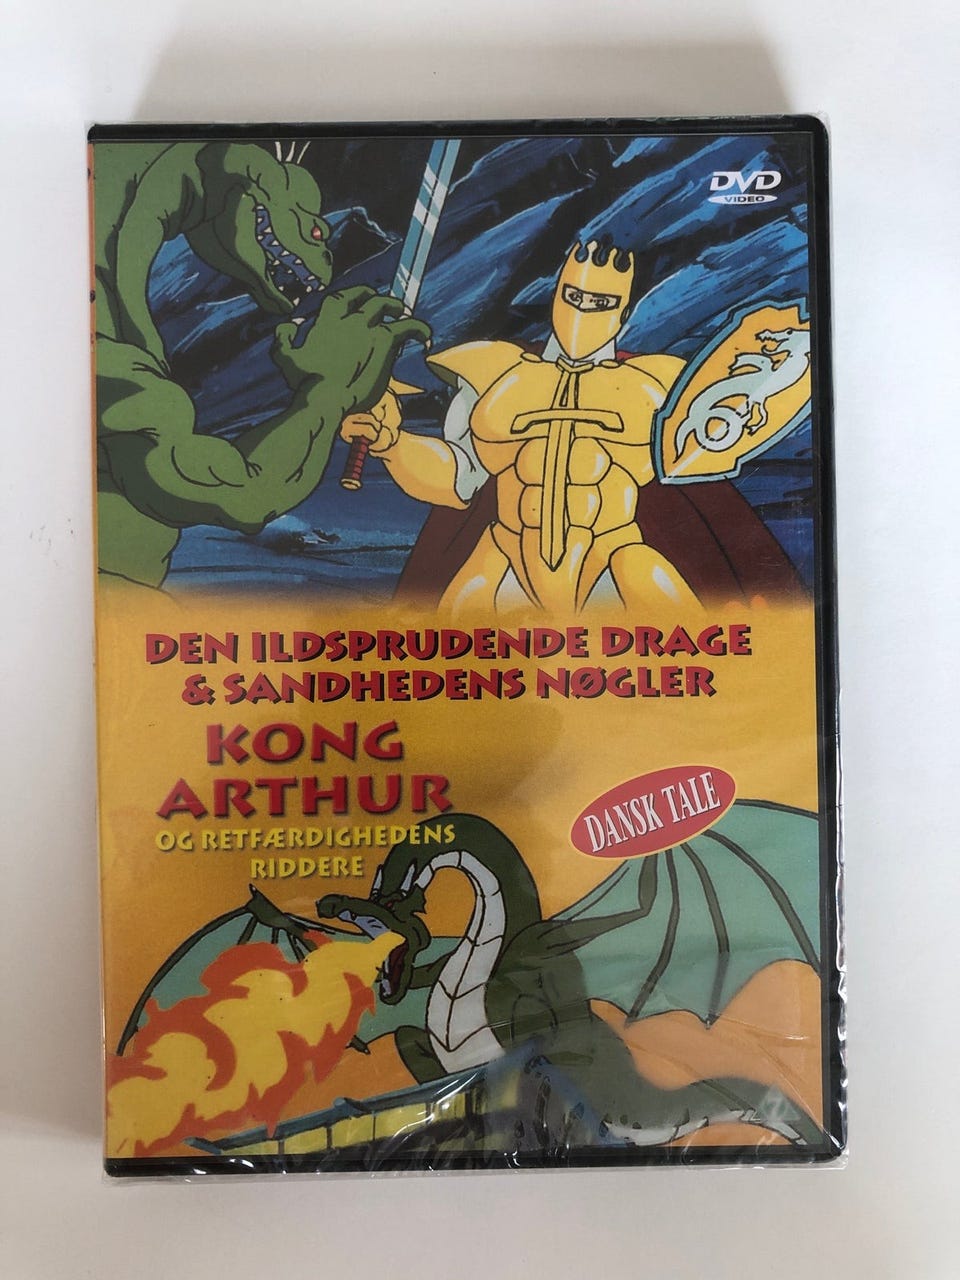 DVD
VIDEO
DEN ILDSPRUDENDE DRAGE
& SANDHEDENS NØGLER
KONG
ARTHUR
OG RETFÆRDIGHEDENS
RIDDERE
DANSK TALE